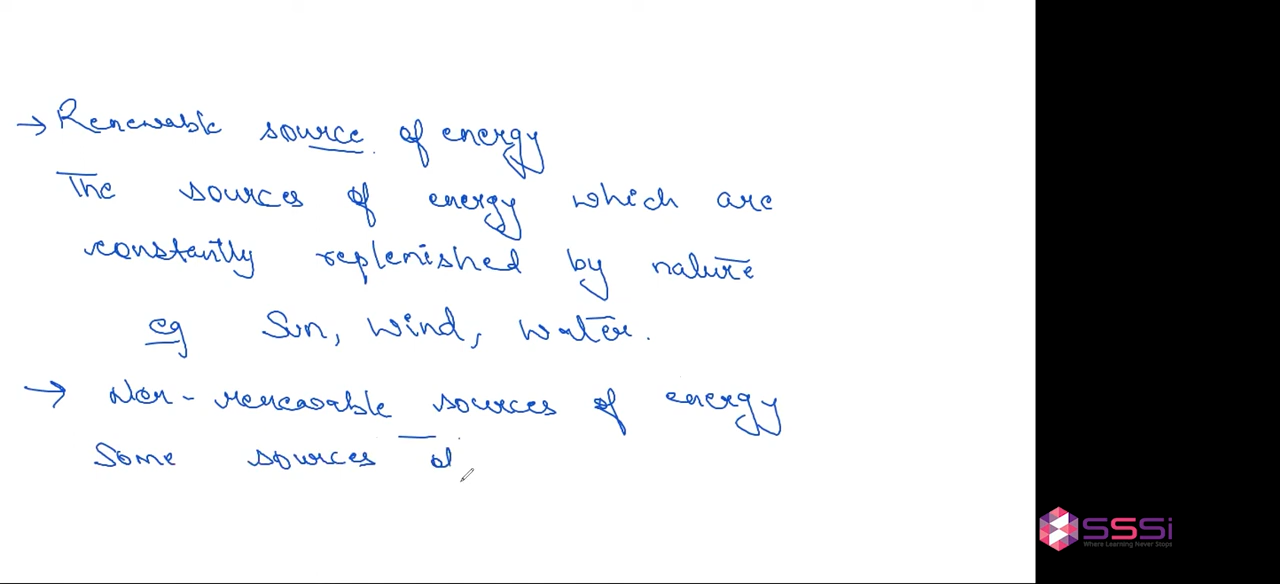 → Renewable source of energy
The sources of energy which are
constantly replenished by nature
eg Sun, Wind, Water.
→ Non-renewable sources of energy
Some sources of
SSSi
Where Learning Never Stops